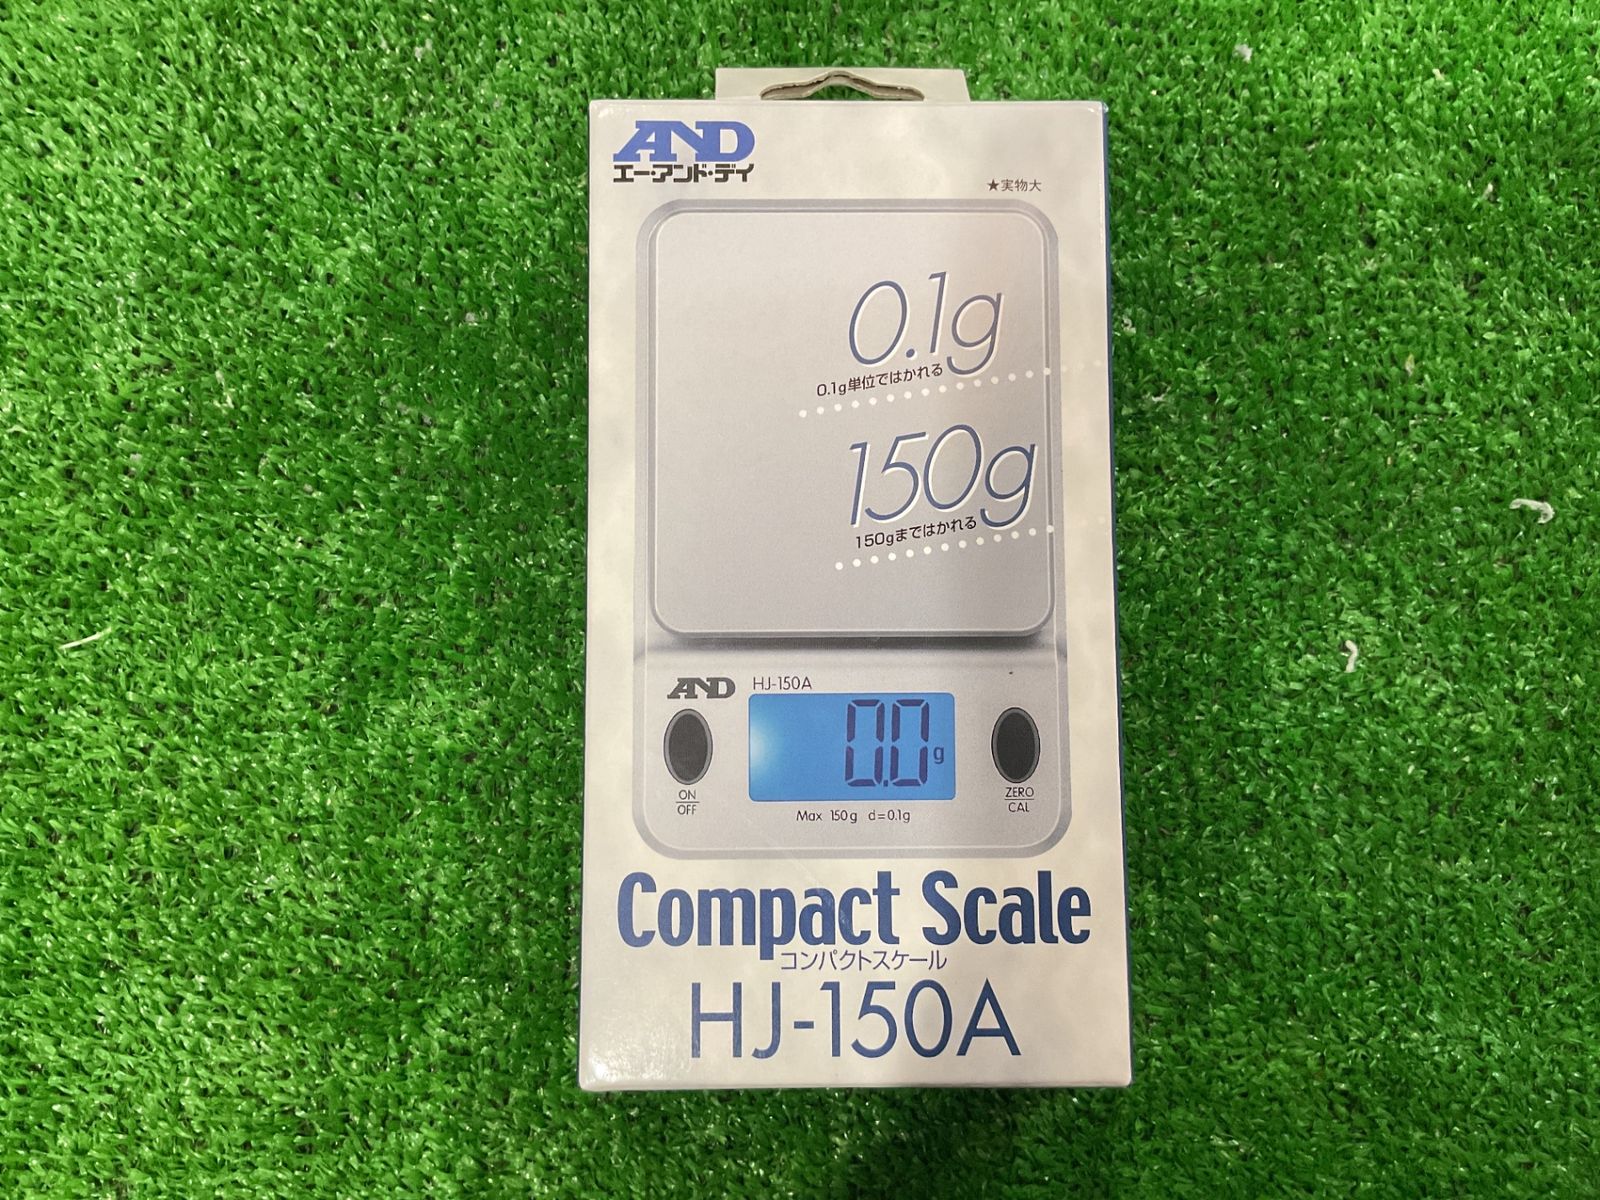 AND
エー・アンド・デイ
★実物大
0.1g
0.1g単位ではかれる
150g
150gまではかれる
AND HJ-150A
0.0g
ON
OFF
ZERO
CAL
Max 150g d=0.1g
Compact Scale
コンパクトスケール
HJ-150A